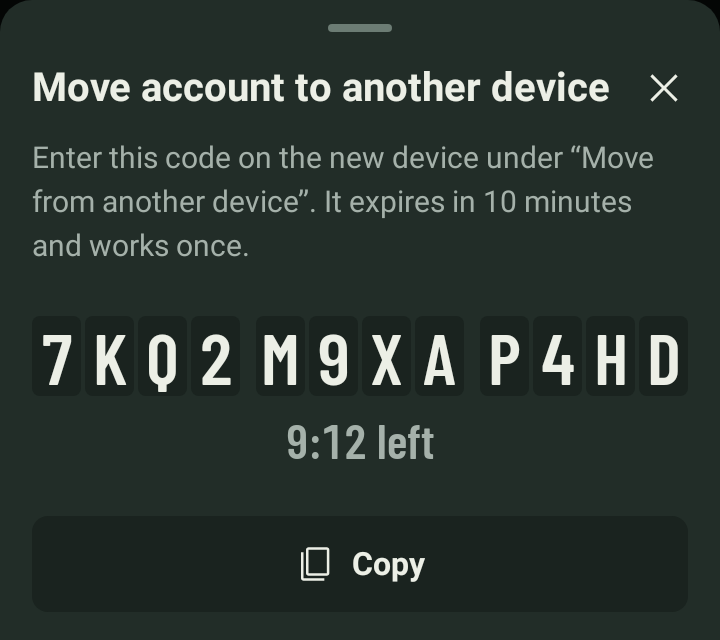 Move account to another device
Enter this code on the new device under “Move
from another device”. It expires in 10 minutes
and works once.
7KQ2 M9XA P4HD
9:12 left
Copy